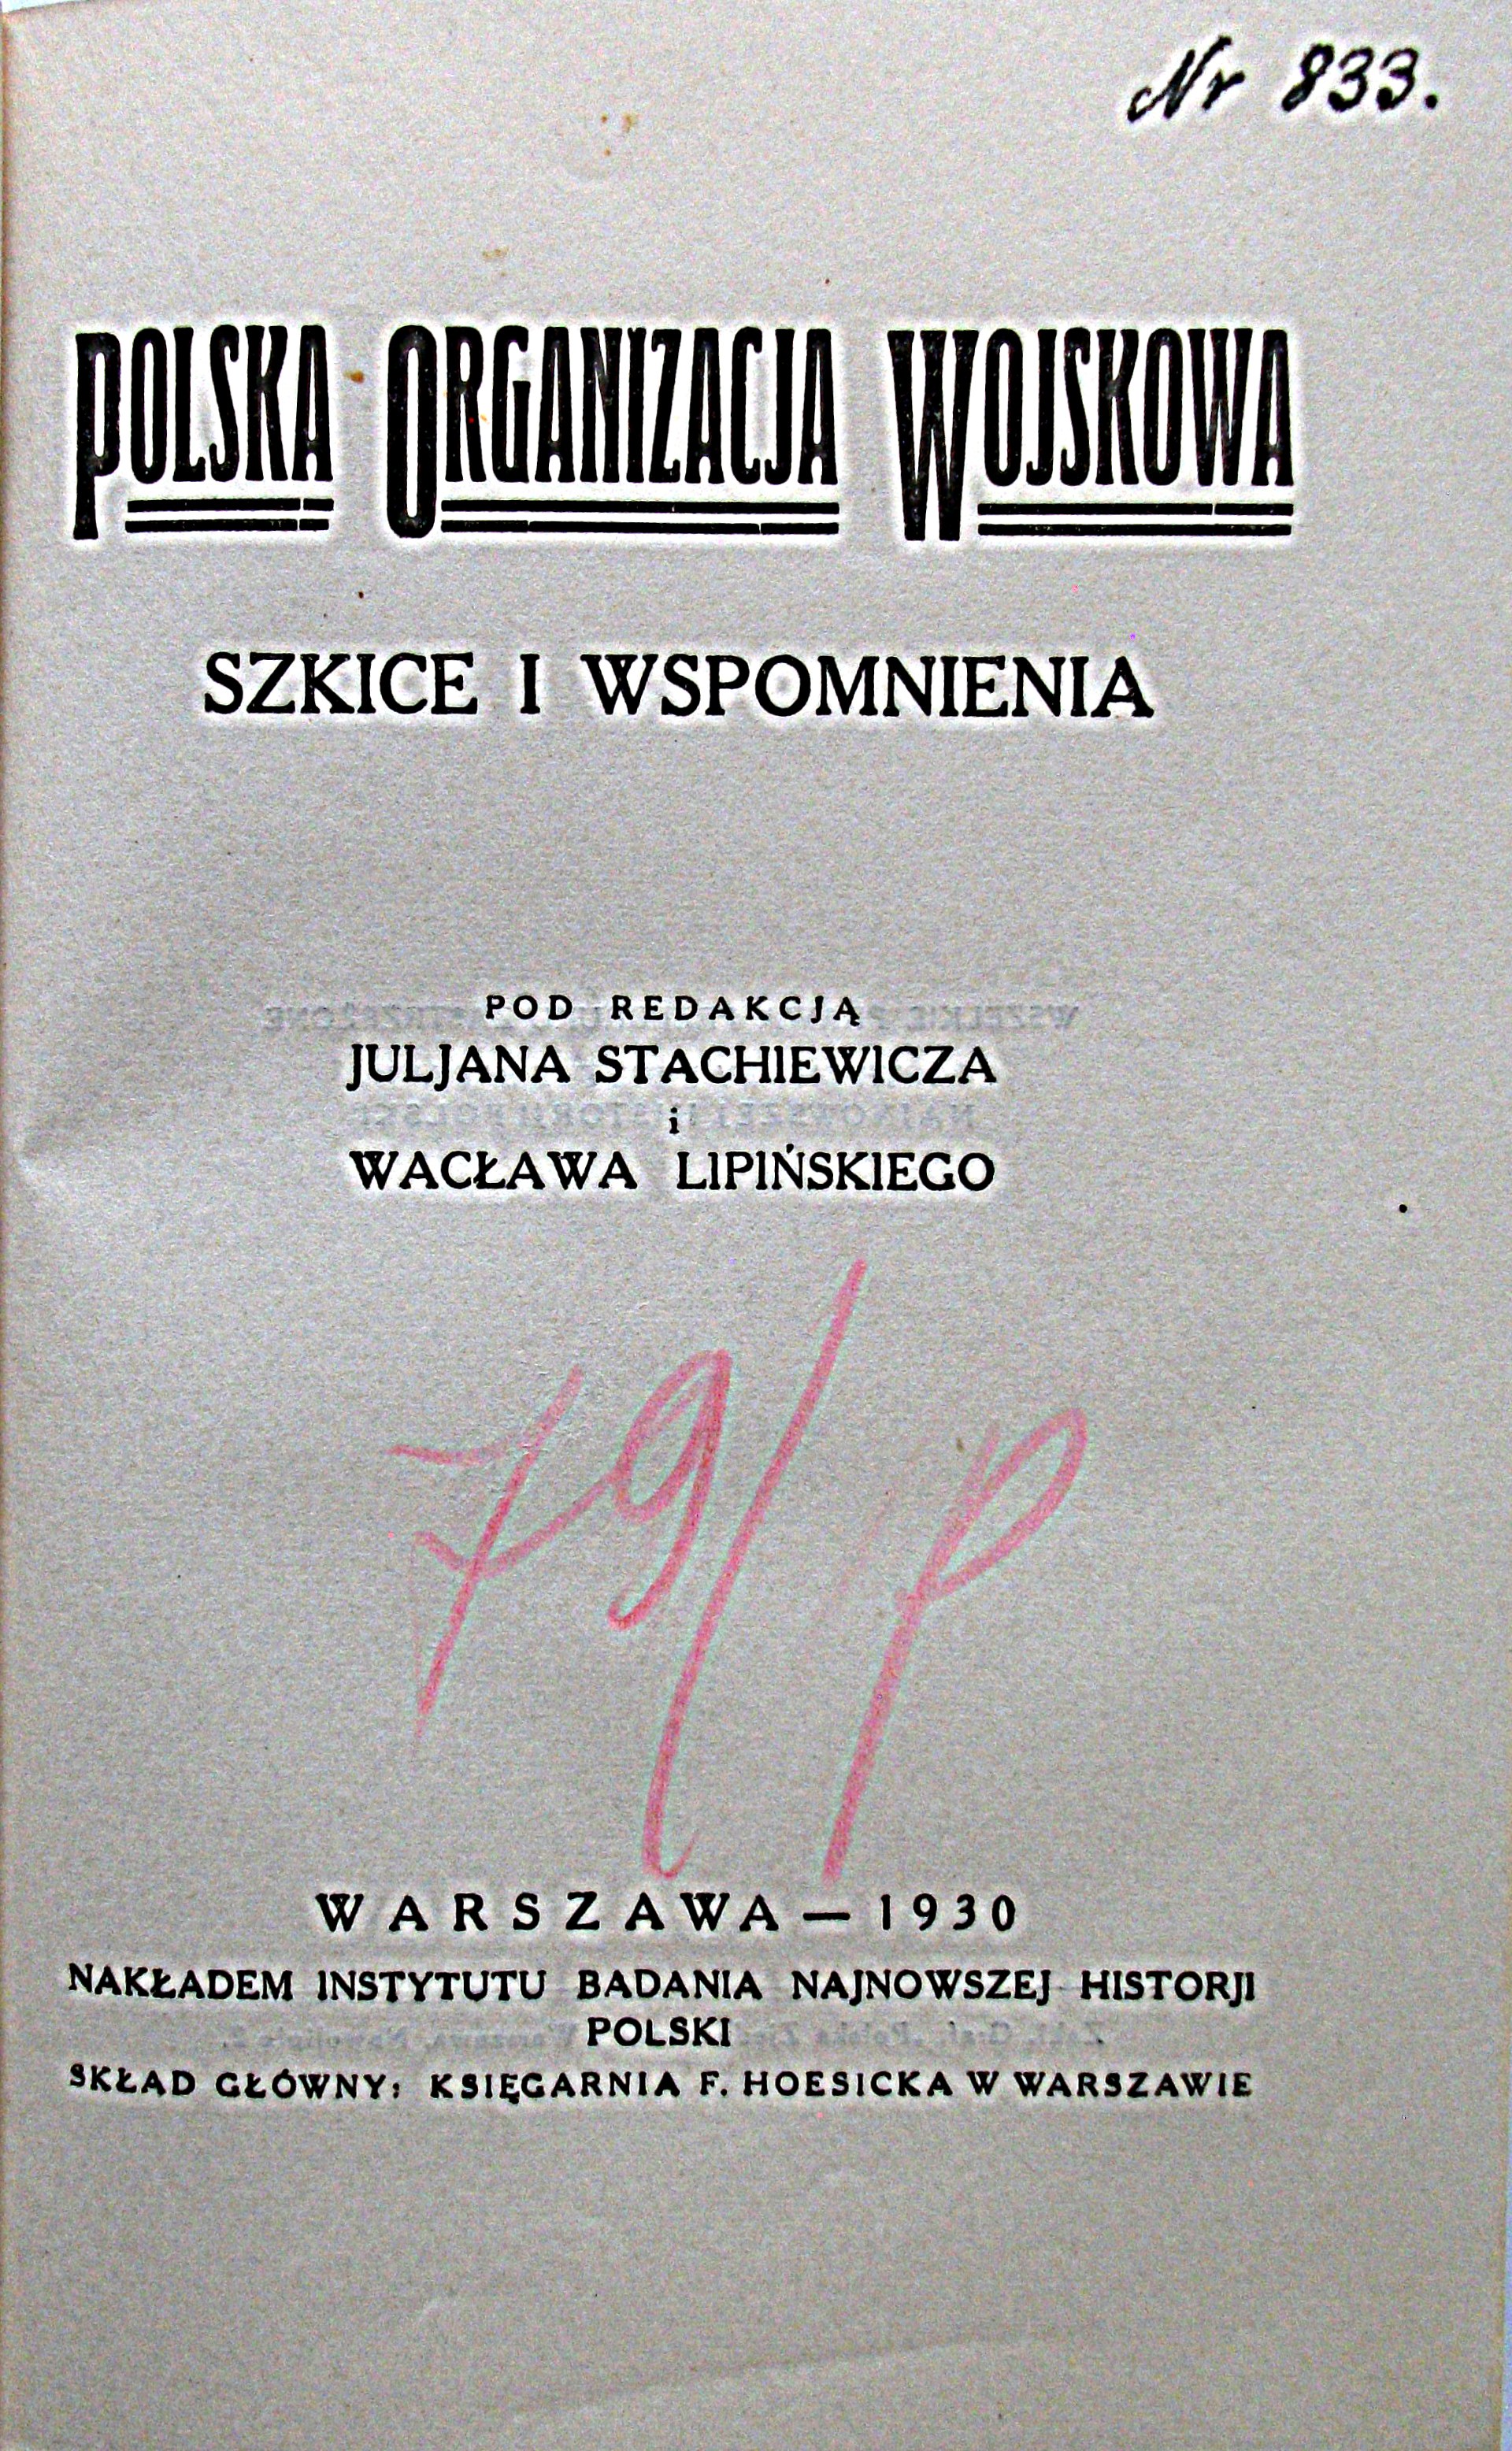 Nr 833.
POLSKA ORGANIZACJA WOJSKOWA
SZKICE I WSPOMNIENIA
POD REDAKCJĄ
JULJANA STACHIEWICZA
i
WACŁAWA LIPIŃSKIEGO
79/P
WARSZAWA — 1930
NAKŁADEM INSTYTUTU BADANIA NAJNOWSZEJ HISTORJI
POLSKI
SKŁAD GŁÓWNY: KSIĘGARNIA F. HOESICKA W WARSZAWIE